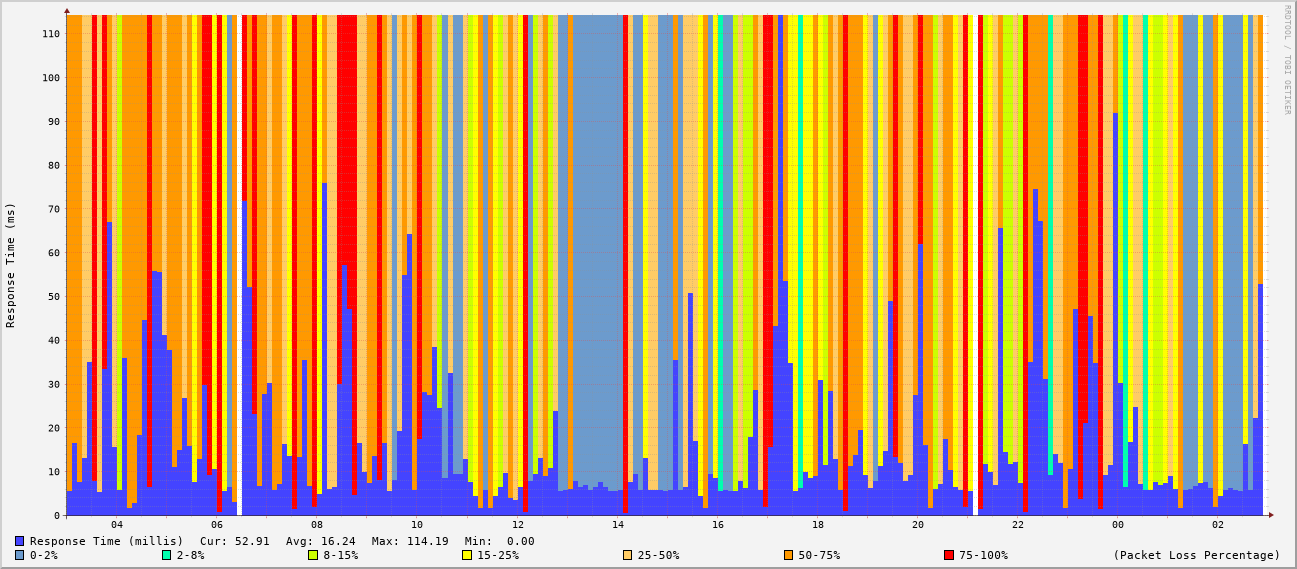 RRDTOOL / TOBI OETIKER
Response Time (ms)
110
100
90
80
70
60
50
40
30
20
10
0
04 06 08 10 12 14 16 18 20 22 00 02
Response Time (millis) Cur: 52.91 Avg: 16.24 Max: 114.19 Min: 0.00
0-2% 2-8% 8-15% 15-25% 25-50% 50-75% 75-100% (Packet Loss Percentage)